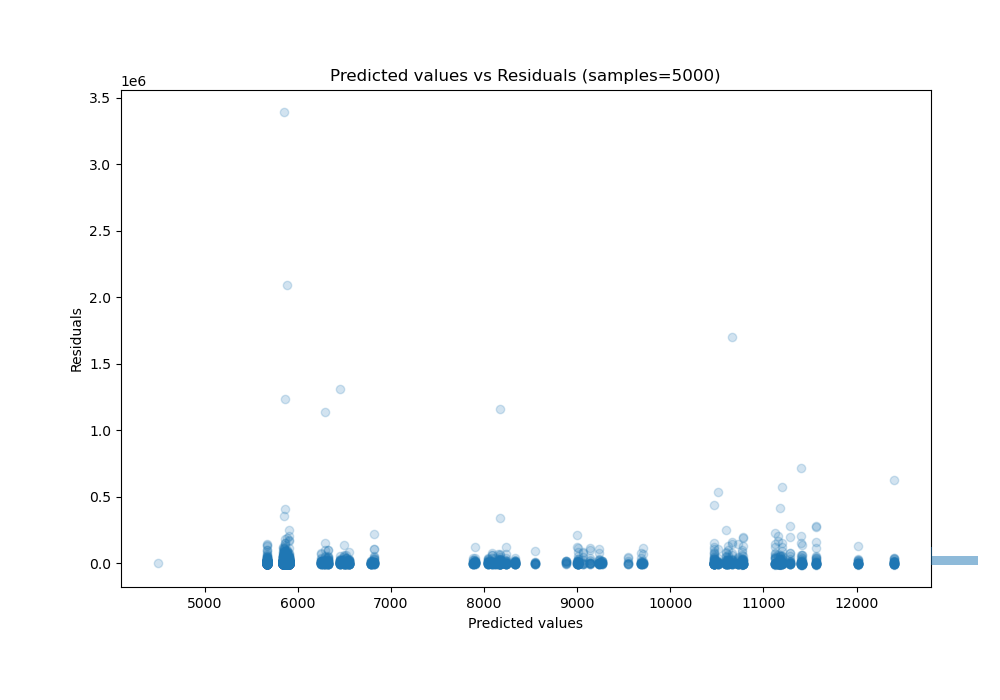 Predicted values vs Residuals (samples=5000)
1e6
3.5
3.0
2.5
2.0
1.5
1.0
0.5
0.0
Residuals
5000 6000 7000 8000 9000 10000 11000 12000
Predicted values